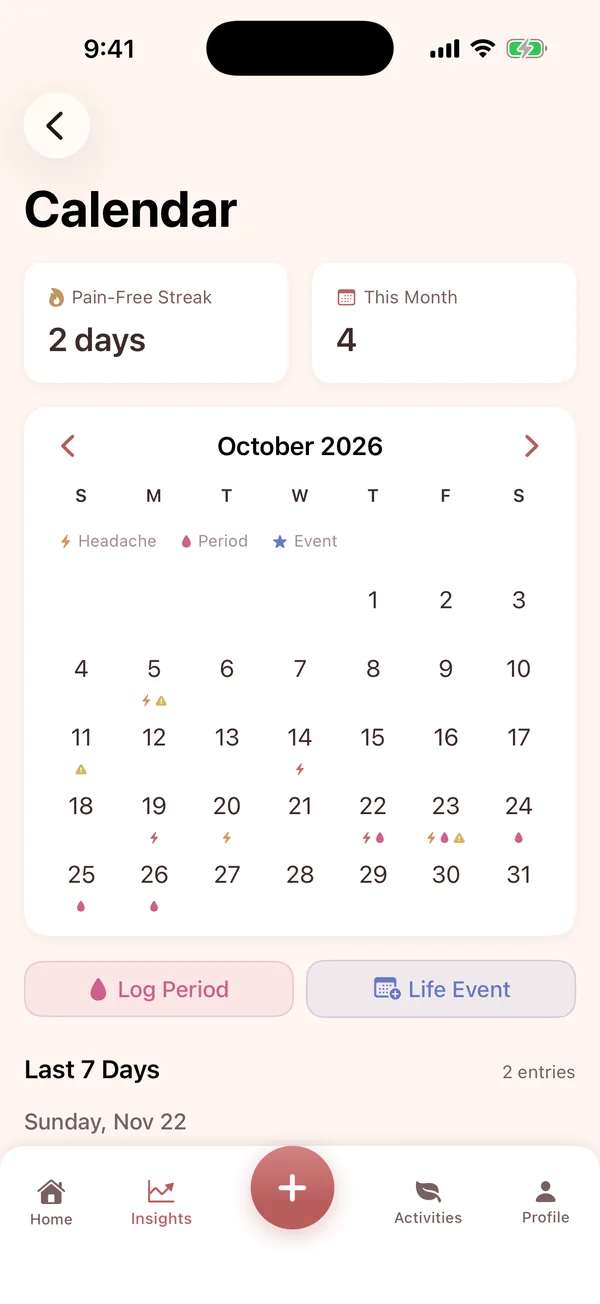 9:41
Calendar
Pain-Free Streak
2 days
This Month
4
October 2026
S M T W T F S
Headache Period Event
1 2 3
4 5 6 7 8 9 10
11 12 13 14 15 16 17
18 19 20 21 22 23 24
25 26 27 28 29 30 31
Log Period
Life Event
Last 7 Days
2 entries
Sunday, Nov 22
Home
Insights
Activities
Profile